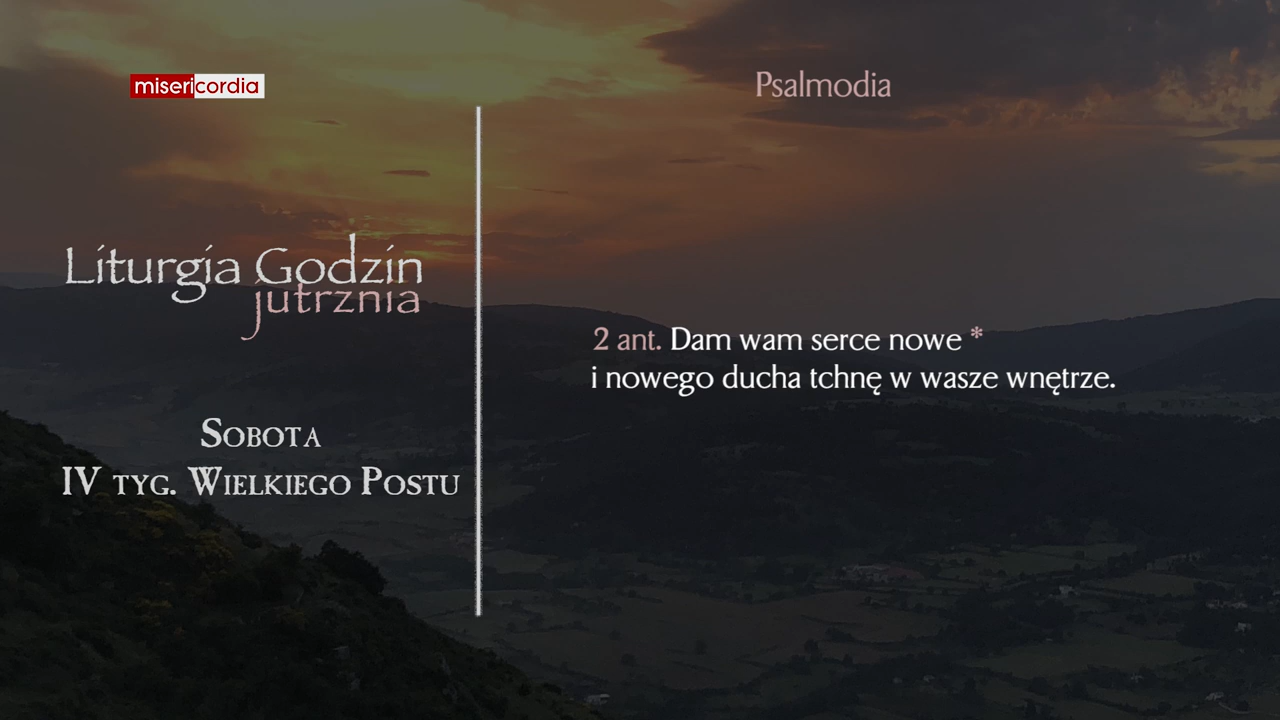 misericordia
Psalmodia
Liturgia Godzin
jutrznia
2 ant. Dam wam serce nowe *
i nowego ducha tchnę w wasze wnętrze.
Sobota
IV tyg. Wielkiego Postu